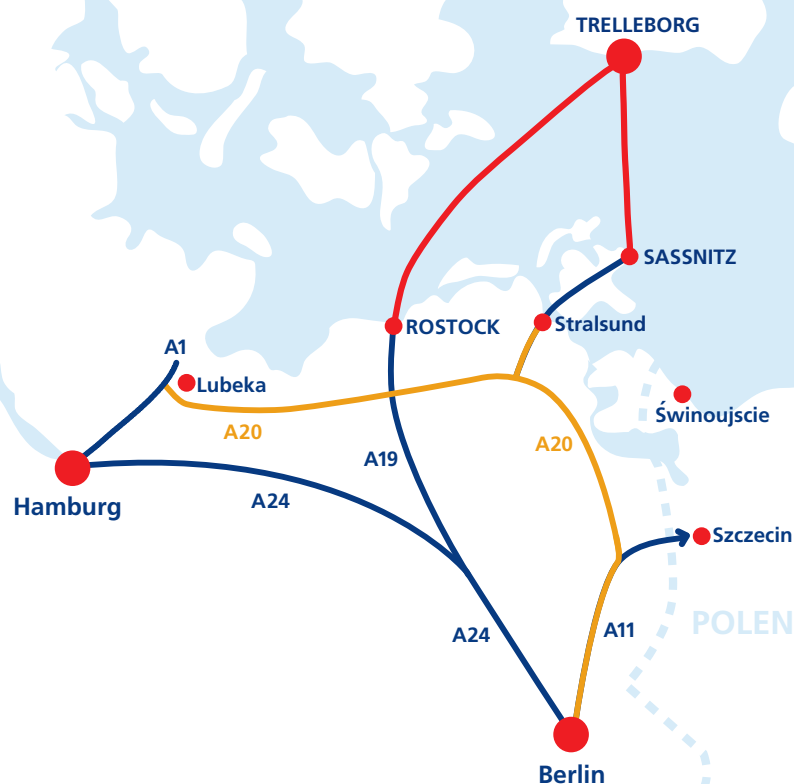 TRELLEBORG
SASSNITZ
ROSTOCK
Stralsund
A1
Lubeka
Świnoujscie
A20
A20
A19
Hamburg
A24
Szczecin
POLEN
A24
A11
Berlin